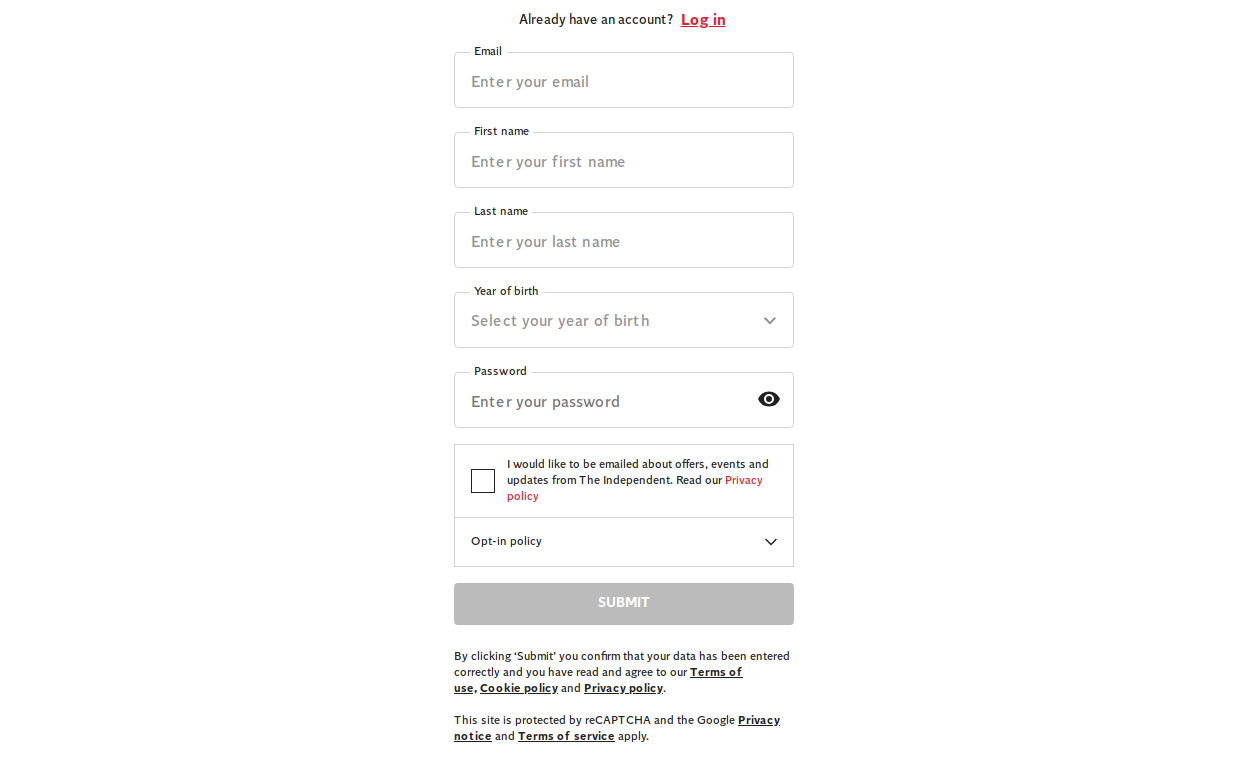 Already have an account? Log in
Email
Enter your email
First name
Enter your first name
Last name
Enter your last name
Year of birth
Select your year of birth
Password
Enter your password
I would like to be emailed about offers, events and
updates from The Independent. Read our Privacy
policy
Opt-in policy
SUBMIT
By clicking ‘Submit’ you confirm that your data has been entered
correctly and you have read and agree to our Terms of
use, Cookie policy and Privacy policy.
This site is protected by reCAPTCHA and the Google Privacy
notice and Terms of service apply.